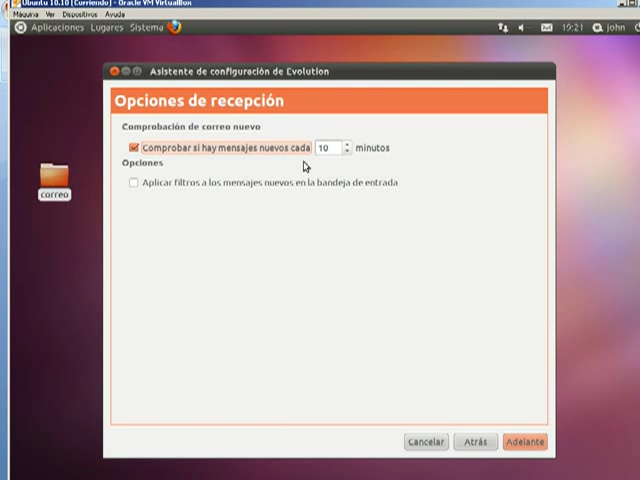 Ubuntu 10.10 [Corriendo] - Oracle VM VirtualBox
Máquina Ver Dispositivos Ayuda
Aplicaciones Lugares Sistema 19:21 john
Asistente de configuración de Evolution
Opciones de recepción
Comprobación de correo nuevo
Comprobar si hay mensajes nuevos cada 10 minutos
Opciones
Aplicar filtros a los mensajes nuevos en la bandeja de entrada
correo
Cancelar Atrás Adelante